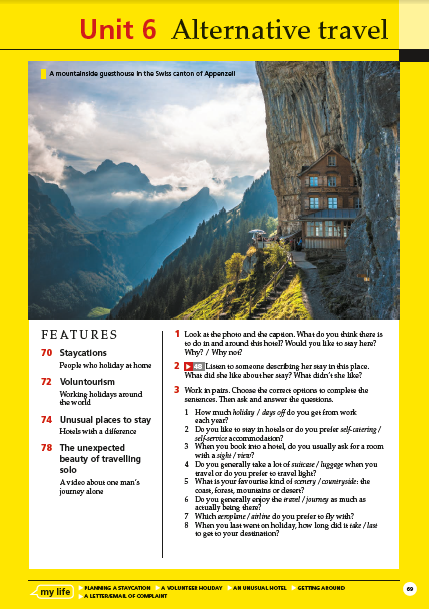 Unit 6 Alternative travel
A mountainside guesthouse in the Swiss canton of Appenzell
FEATURES
70 Staycations
People who holiday at home
72 Voluntourism
Working holidays around
the world
74 Unusual places to stay
Hotels with a difference
78 The unexpected
beauty of travelling
solo
A video about one man's
journey alone
1 Look at the photo and the caption. What do you think there is
to do in and around this hotel? Would you like to stay here?
Why? / Why not?
2 48 Listen to someone describing her stay in this place.
What did she like about her stay? What didn't she like?
3 Work in pairs. Choose the correct options to complete the
sentences. Then ask and answer the questions.
1 How much holiday / days off do you get from work
each year?
2 Do you like to stay in hotels or do you prefer self-catering /
self-service accommodation?
3 When you book into a hotel, do you usually ask for a room
with a sight / view?
4 Do you generally take a lot of suitcase / luggage when you
travel or do you prefer to travel light?
5 What is your favourite kind of scenery / countryside: the
coast, forest, mountains or desert?
6 Do you generally enjoy the travel / journey as much as
actually being there?
7 Which aeroplane / airline do you prefer to fly with?
8 When you last went on holiday, how long did it take / last
to get to your destination?
my life PLANNING A STAYCATION A VOLUNTEER HOLIDAY AN UNUSUAL HOTEL GETTING AROUND
A LETTER/EMAIL OF COMPLAINT
69